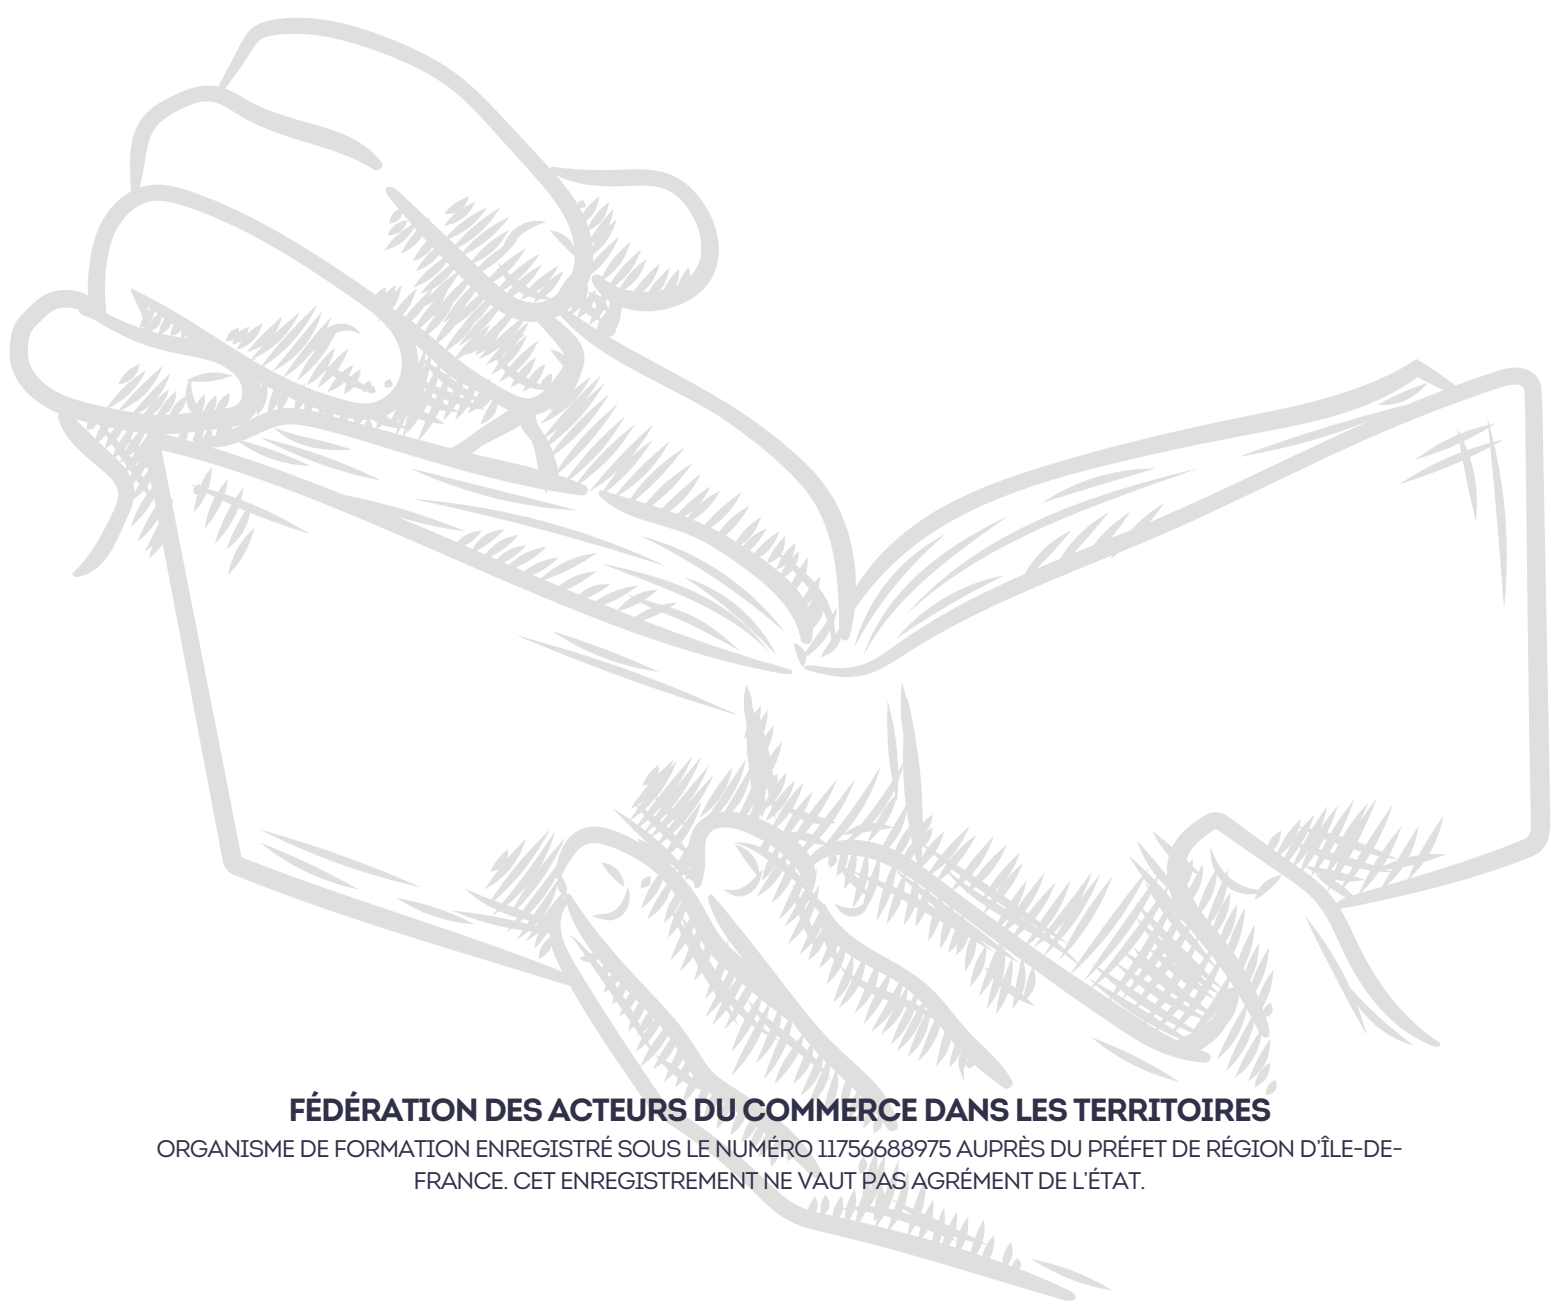 FÉDÉRATION DES ACTEURS DU COMMERCE DANS LES TERRITOIRES
ORGANISME DE FORMATION ENREGISTRÉ SOUS LE NUMÉRO 11756688975 AUPRÈS DU PRÉFET DE RÉGION D'ÎLE-DE-
FRANCE. CET ENREGISTREMENT NE VAUT PAS AGRÉMENT DE L'ÉTAT.